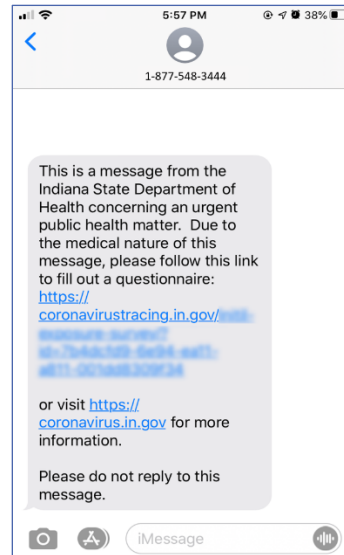 5:57 PM
38%
1-877-548-3444
This is a message from the
Indiana State Department of
Health concerning an urgent
public health matter.  Due to
the medical nature of this
message, please follow this link
to fill out a questionnaire:
https://
coronavirustracing.in.gov/
or visit https://
coronavirus.in.gov for more
information.
Please do not reply to this
message.
iMessage